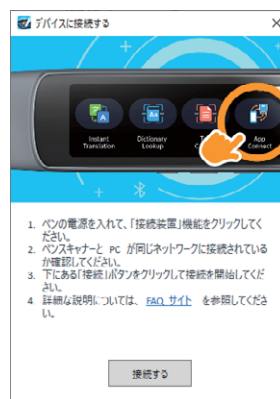 デバイスに接続する
Instant
Translation
Dictionary
Lookup
App
Connect
1. ペンの電源を入れて、「接続装置」機能をクリックしてく
ださい。
2. ペンスキャナーと PC が同じネットワークに接続されている
か確認してください。
3. 下にある「接続」ボタンをクリックして接続を開始してくだ
さい。
4 詳細な説明については、 FAQ サイト を参照してくださ
い。
接続する